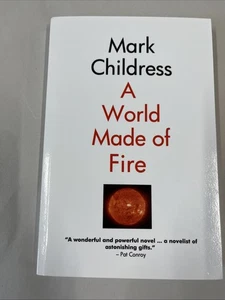 Mark
Childress
A
World
Made of
Fire
"A wonderful and powerful novel ... a novelist of
astonishing gifts."
– Pat Conroy